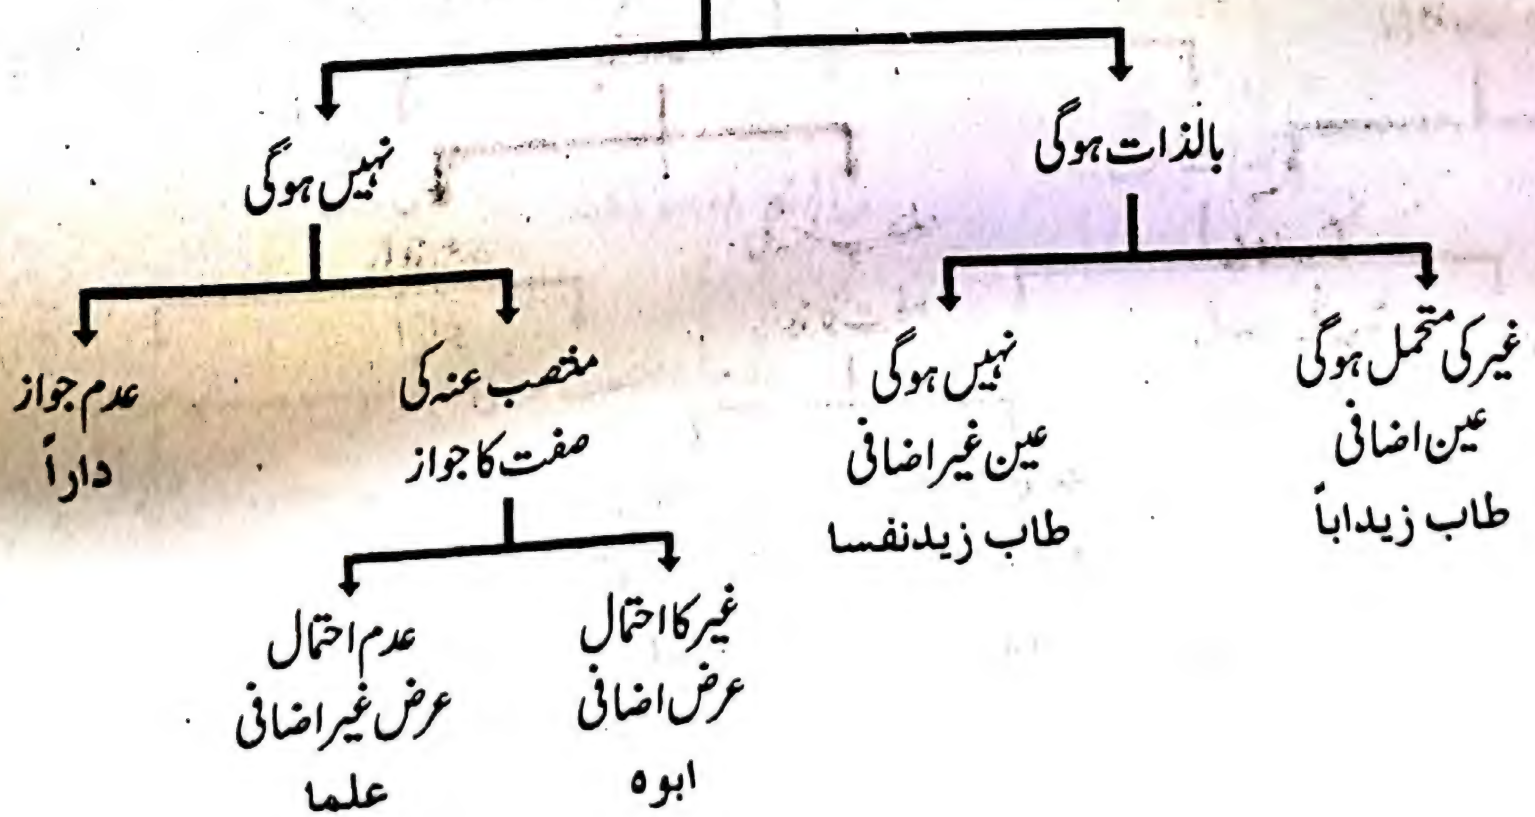 بالذات ہوگی
نہیں ہوگی
غیر کی متحمل ہوگی
عین اضافی
طاب زیداباً
نہیں ہوگی
عین غیر اضافی
طاب زیدنفسا
منتصب عنہ کی
صفت کا جواز
عدم جواز
داراً
غیر کا احتمال
عرض اضافی
ابوہ
عدم احتمال
عرض غیر اضافی
علما